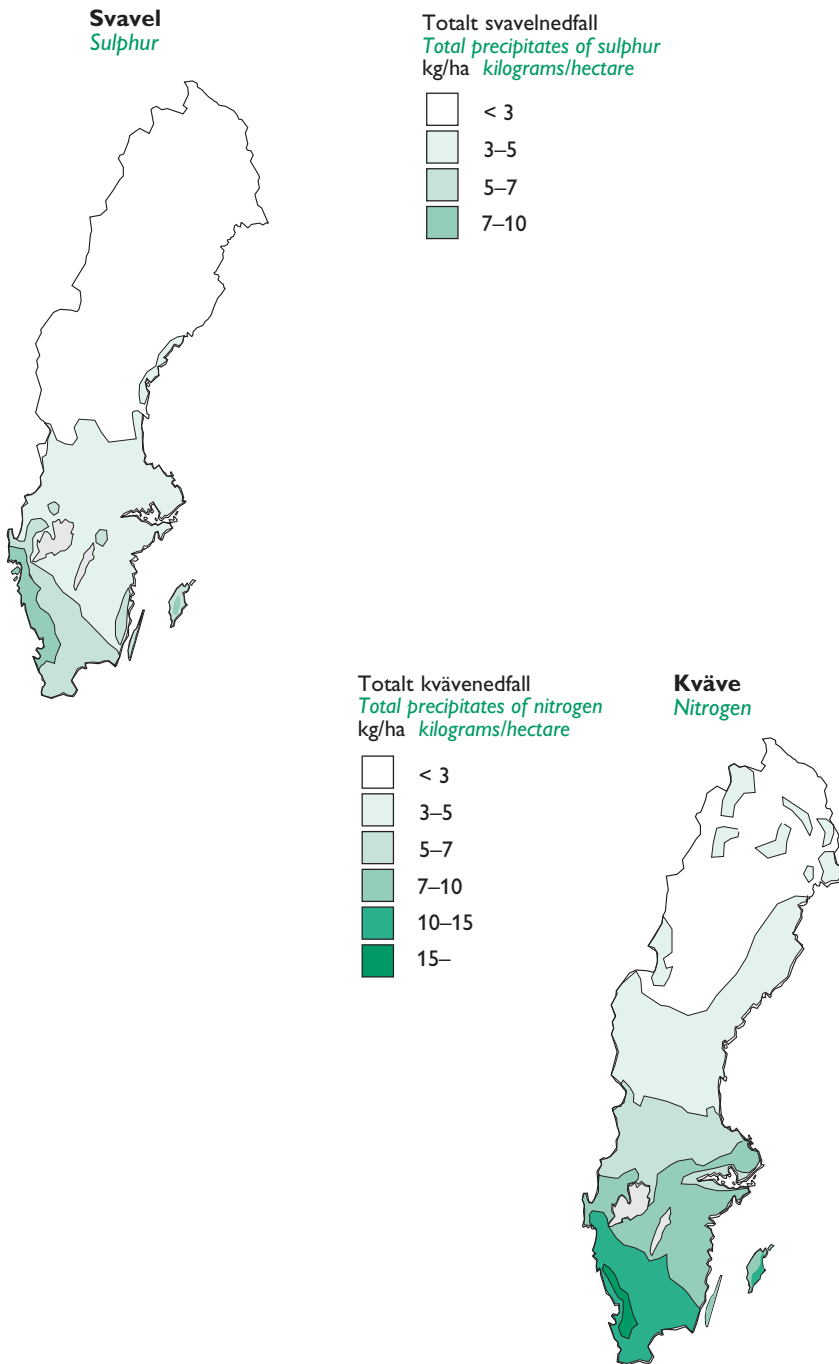 Svavel
Sulphur
Totalt svavelnedfall
Total precipitates of sulphur
kg/ha kilograms/hectare
< 3
3–5
5–7
7–10
Totalt kvävenedfall
Total precipitates of nitrogen
kg/ha kilograms/hectare
< 3
3–5
5–7
7–10
10–15
15–
Kväve
Nitrogen